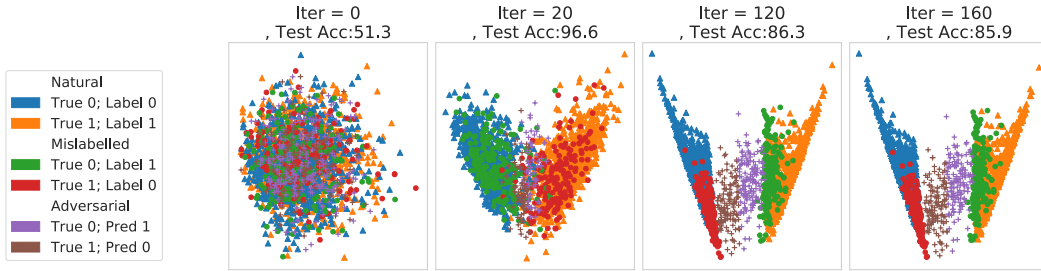 Iter = 0
, Test Acc:51.3
Iter = 20
, Test Acc:96.6
Iter = 120
, Test Acc:86.3
Iter = 160
, Test Acc:85.9
Natural
True 0; Label 0
True 1; Label 1
Mislabelled
True 0; Label 1
True 1; Label 0
Adversarial
True 0; Pred 1
True 1; Pred 0